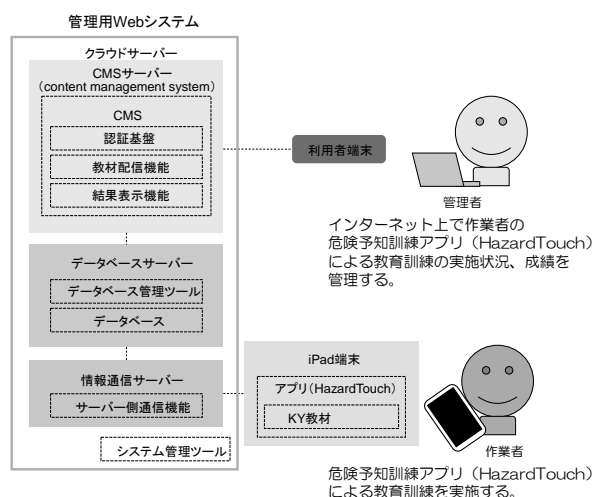 管理用Webシステム
クラウドサーバー
CMSサーバー
（content management system）
CMS
認証基盤
教材配信機能
結果表示機能
利用者端末
管理者
インターネット上で作業者の
危険予知訓練アプリ（HazardTouch）
による教育訓練の実施状況、成績を
管理する。
データベースサーバー
データベース管理ツール
データベース
情報通信サーバー
サーバー側通信機能
システム管理ツール
iPad端末
アプリ（HazardTouch）
KY教材
作業者
危険予知訓練アプリ（HazardTouch）
による教育訓練を実施する。